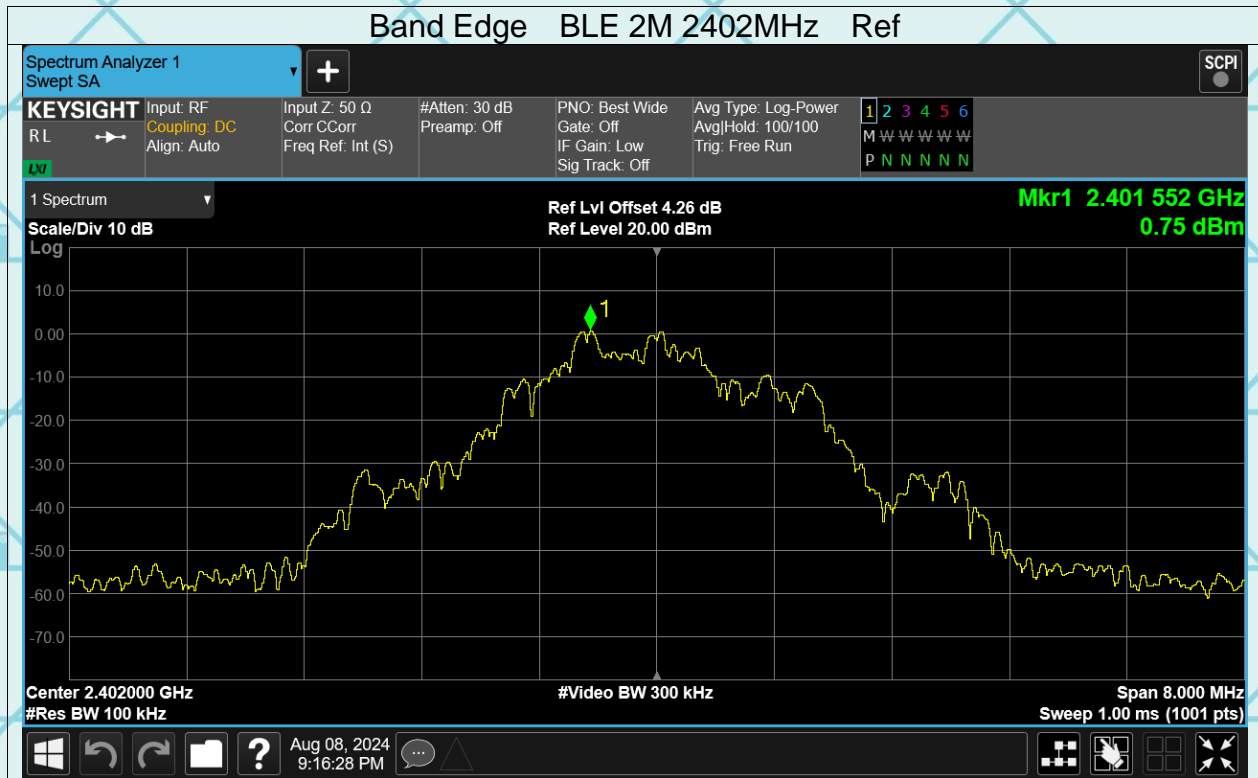 Band Edge BLE 2M 2402MHz Ref
Spectrum Analyzer 1
Swept SA
▼
+
SCPI
KEYSIGHT
RL
LXI
Input: RF
Coupling: DC
Align: Auto
Input Z: 50 Ω
Corr CCorr
Freq Ref: Int (S)
#Atten: 30 dB
Preamp: Off
PNO: Best Wide
Gate: Off
IF Gain: Low
Sig Track: Off
Avg Type: Log-Power
Avg|Hold: 100/100
Trig: Free Run
1 2 3 4 5 6
M W W W W W
P N N N N N
1 Spectrum ▼
Scale/Div 10 dB
Ref Lvl Offset 4.26 dB
Ref Level 20.00 dBm
Mkr1 2.401 552 GHz
0.75 dBm
Log
10.0
0.00
-10.0
-20.0
-30.0
-40.0
-50.0
-60.0
-70.0
1
Center 2.402000 GHz
#Res BW 100 kHz
#Video BW 300 kHz
Span 8.000 MHz
Sweep 1.00 ms (1001 pts)
?
Aug 08, 2024
9:16:28 PM